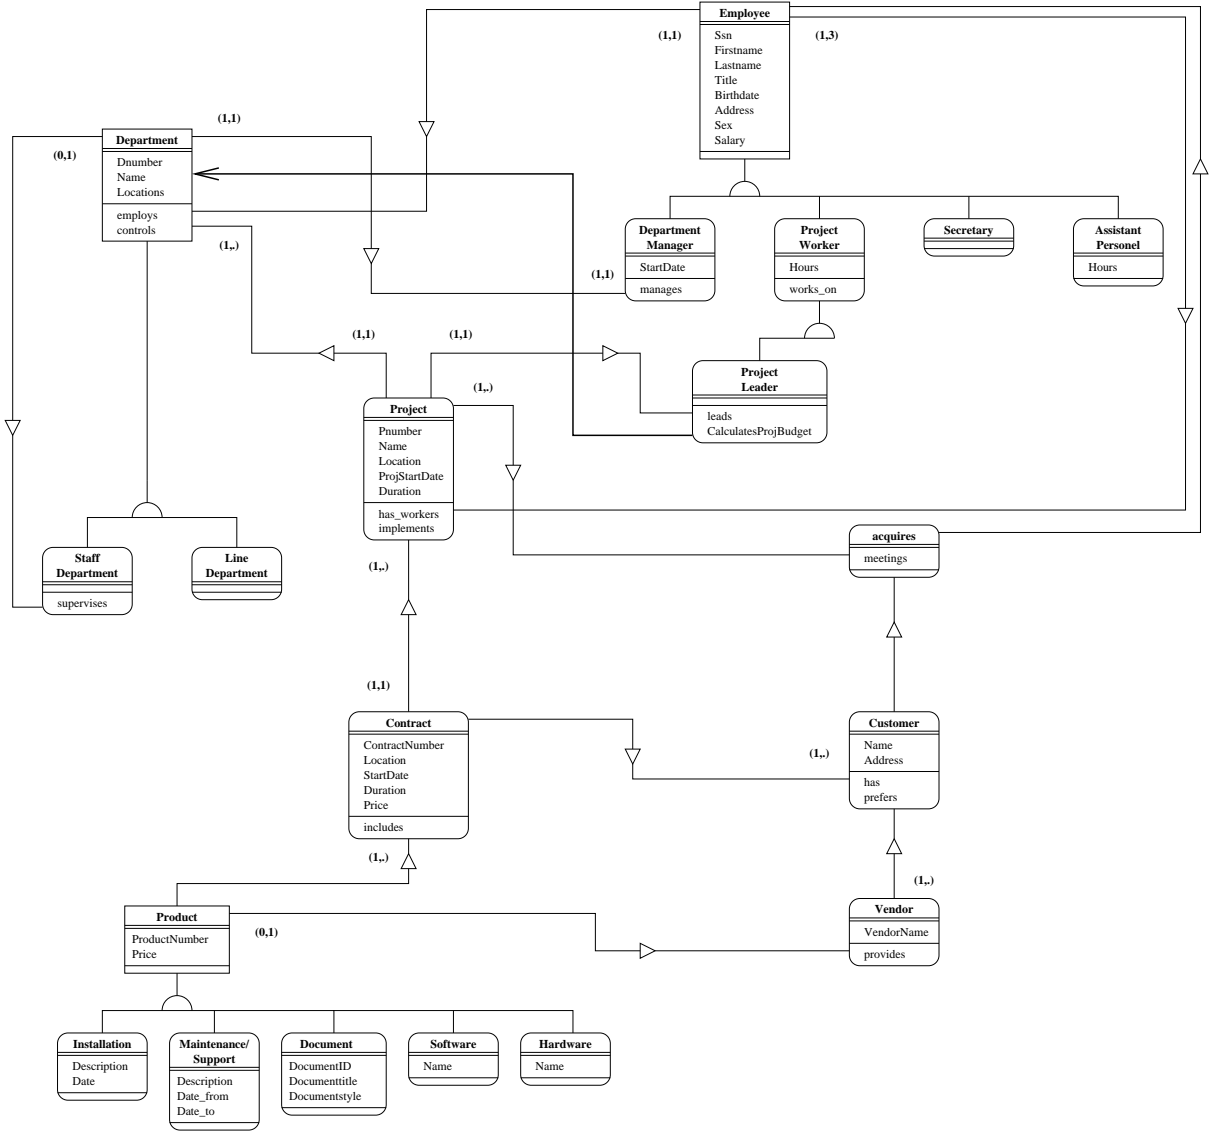 Employee
(1,1)
(1,3)
Ssn
Firstname
Lastname
Title
Birthdate
Address
Sex
Salary
(1,1)
Department
(0,1)
Dnumber
Name
Locations
employs
controls
(1,.)
Department
Manager
StartDate
manages
(1,1)
Project
Worker
Hours
works_on
Secretary
Assistant
Personel
Hours
(1,1)
(1,1)
(1,.)
Project
Leader
leads
CalculatesProjBudget
Project
Pnumber
Name
Location
ProjStartDate
Duration
has_workers
implements
acquires
meetings
Staff
Department
supervises
Line
Department
(1,.)
(1,1)
Contract
ContractNumber
Location
StartDate
Duration
Price
includes
(1,.)
Customer
Name
Address
has
prefers
(1,.)
(1,.)
Product
ProductNumber
Price
(0,1)
Vendor
VendorName
provides
Installation
Description
Date
Maintenance/
Support
Description
Date_from
Date_to
Document
DocumentID
Documenttitle
Documentstyle
Software
Name
Hardware
Name